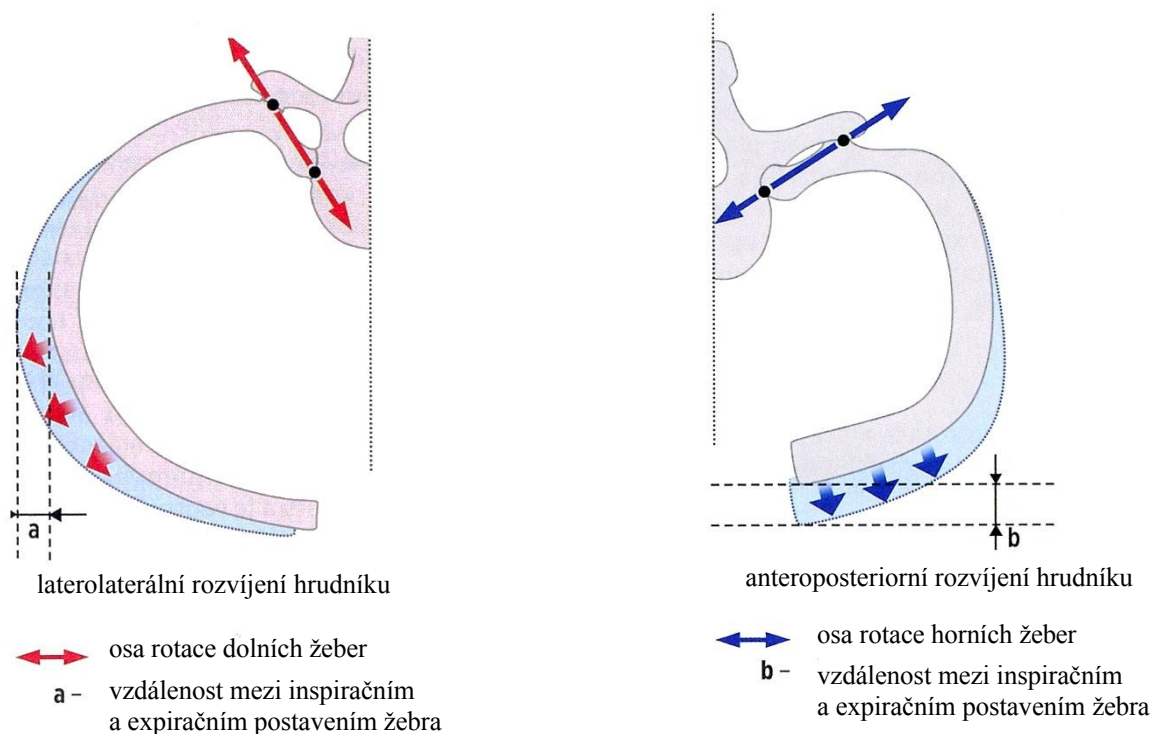 a
laterolaterální rozvíjení hrudníku
osa rotace dolních žeber
a – vzdálenost mezi inspiračním
a expiračním postavením žebra
b
anteroposteriorní rozvíjení hrudníku
osa rotace horních žeber
b – vzdálenost mezi inspiračním
a expiračním postavením žebra